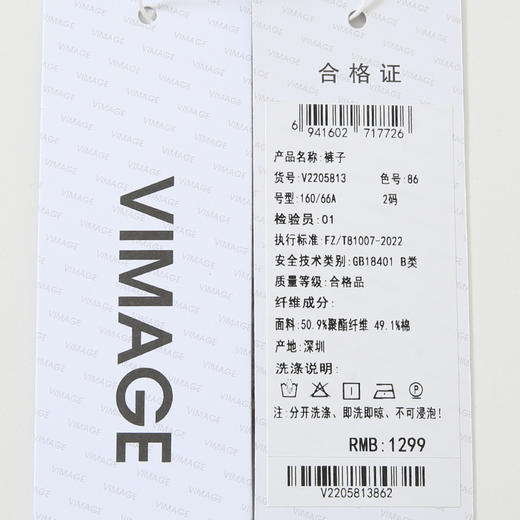 VIMAGE
合格证
6 941602 717726
产品名称:裤子
货号:V2205813 色号:86
号型:160/66A 2码
检验员:01
执行标准:FZ/T81007-2022
安全技术类别:GB18401 B类
质量等级:合格品
纤维成分:
面料:50.9%聚酯纤维 49.1%棉
产地:深圳
洗涤说明:
注:分开洗涤、即洗即晾、不可浸泡!
RMB:1299
V2205813862